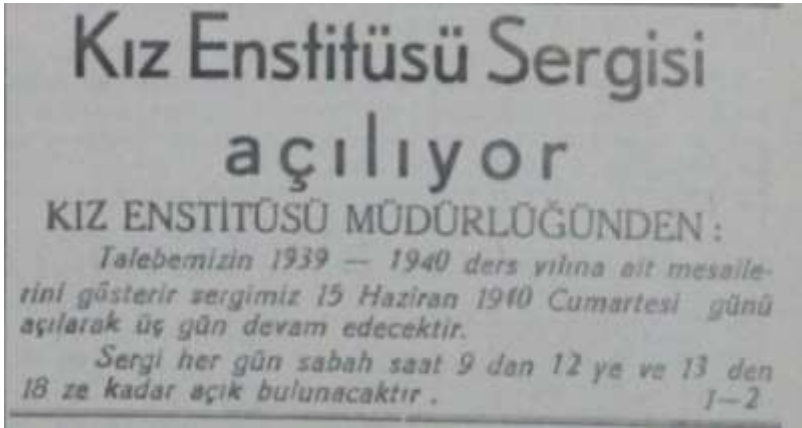 Kız Enstitüsü Sergisi
açılıyor
KIZ ENSTİTÜSÜ MÜDÜRLÜĞÜNDEN :
Talebemizin 1939 — 1940 ders yılına ait mesaile-
rini gösterir sergimiz 15 Haziran 1940 Cumartesi günü
açılarak üç gün devam edecektir.
Sergi her gün sabah saat 9 dan 12 ye ve 13 den
18 ze kadar açık bulunacaktır .
1—2